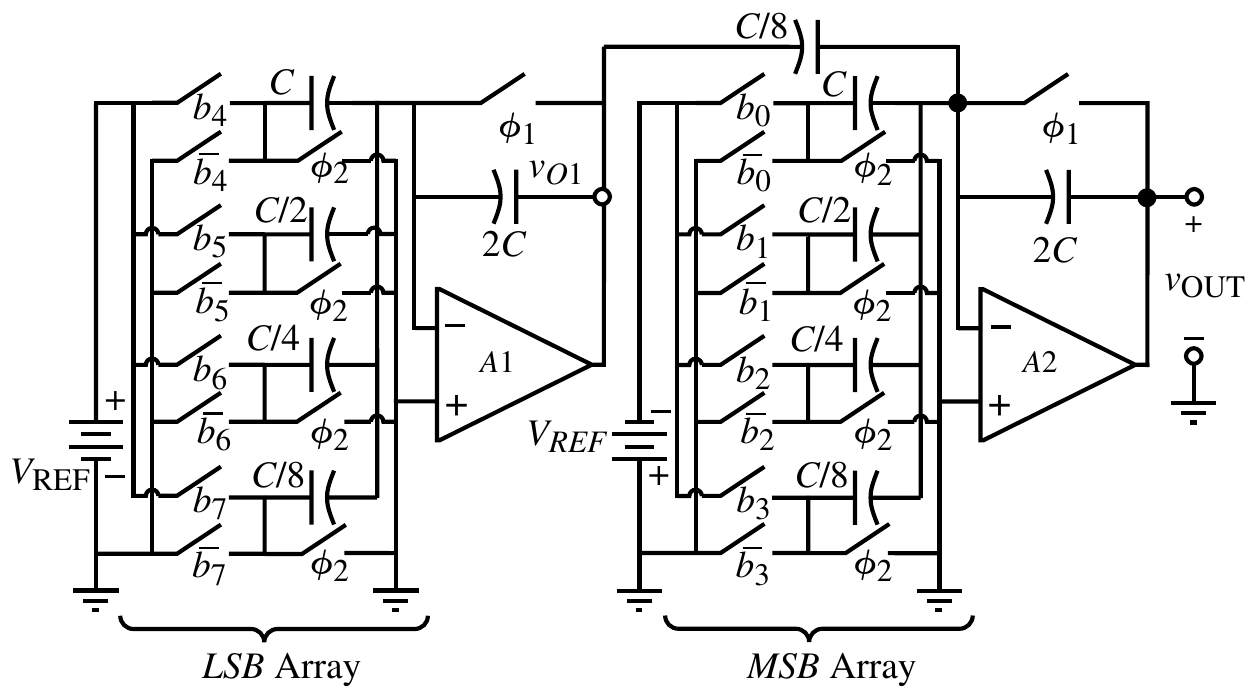 C/8
C
b4
ϕ1
b̅4
ϕ2
vO1
C/2
b5
2C
b̅5
ϕ2
C/4
b6
−
A1
+
b̅6
ϕ2
+
VREF
−
C/8
b7
b̅7
ϕ2
LSB Array
C
b0
ϕ1
b̅0
ϕ2
C/2
b1
2C
+
b̅1
ϕ2
vOUT
C/4
b2
−
A2
−
+
b̅2
ϕ2
−
VREF
+
C/8
b3
b̅3
ϕ2
MSB Array